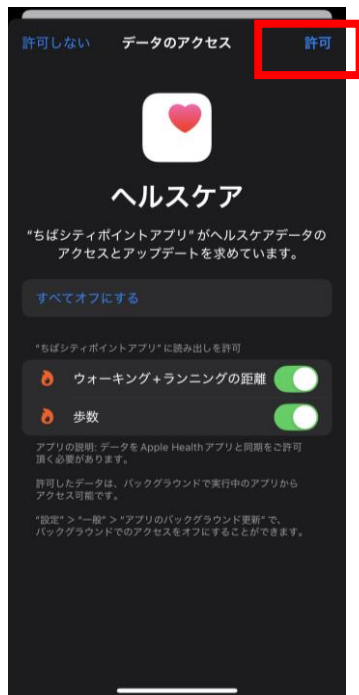 許可しない データのアクセス 許可
ヘルスケア
"ちばシティポイントアプリ" がヘルスケアデータの
アクセスとアップデートを求めています。
すべてオフにする
"ちばシティポイントアプリ" に読み出しを許可
ウォーキング+ランニングの距離
歩数
アプリの説明: データを Apple Health アプリと同期をご許可
頂く必要があります。
許可したデータは、バックグラウンドで実行中のアプリから
アクセス可能です。
"設定" > "一般" > "アプリのバックグラウンド更新" で、
バックグラウンドでのアクセスをオフにすることができます。